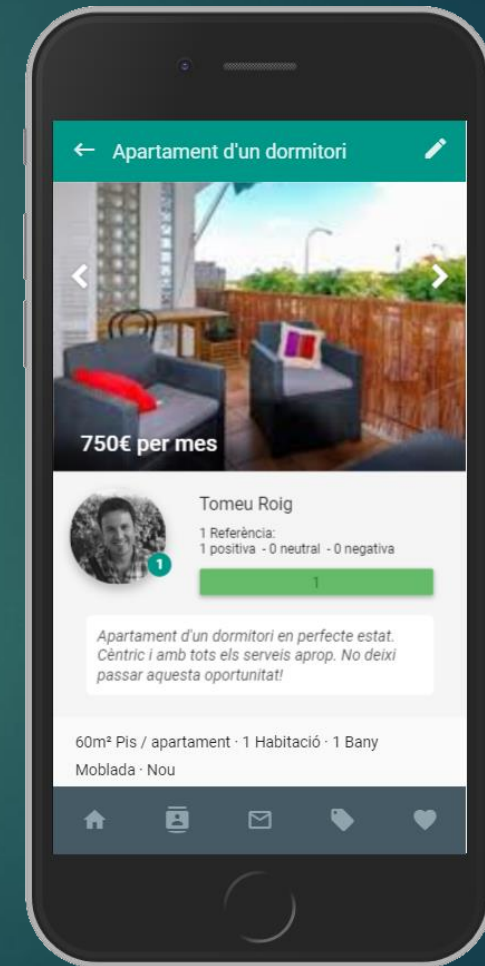 Apartament d'un dormitori
750€ per mes
Tomeu Roig
1 Referència:
1 positiva - 0 neutral - 0 negativa
1
1
Apartament d'un dormitori en perfecte estat.
Cèntric i amb tots els serveis aprop. No deixi
passar aquesta oportunitat!
60m² Pis / apartament · 1 Habitació · 1 Bany
Moblada · Nou